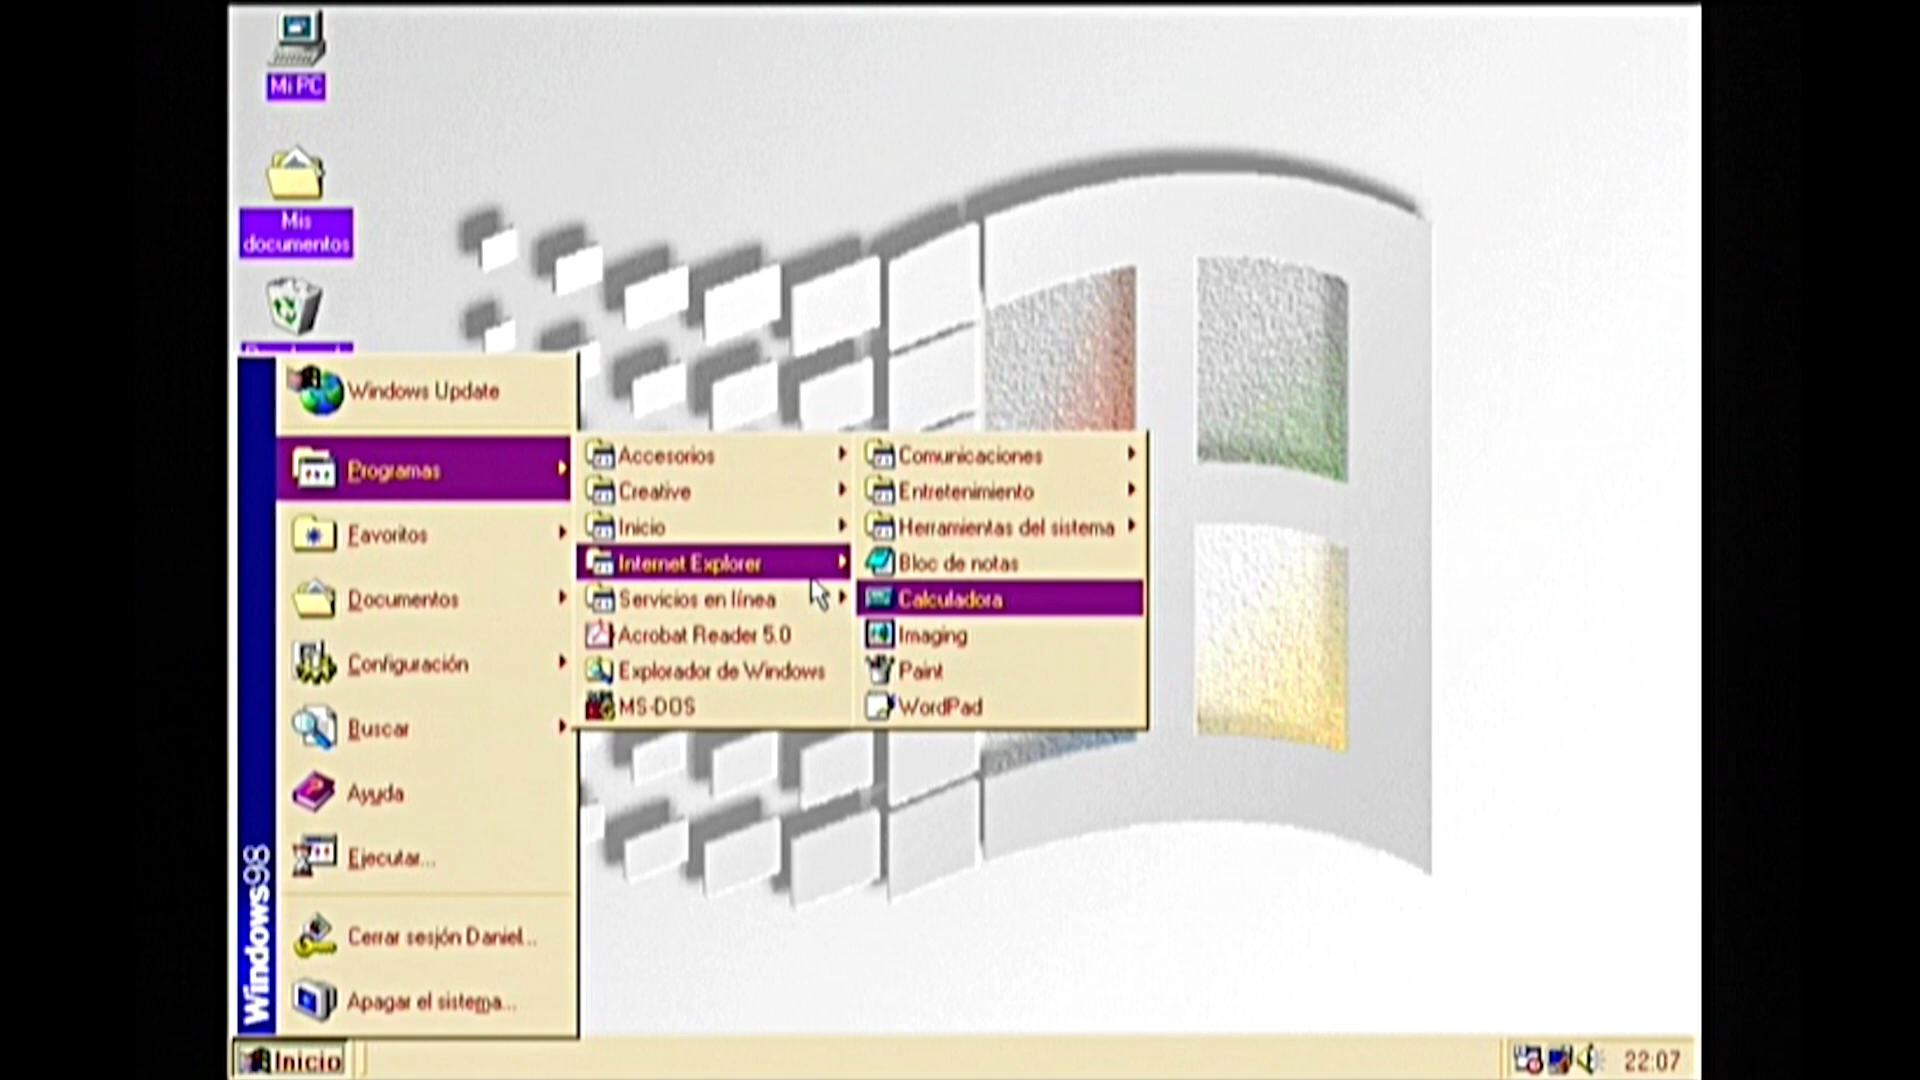 Mi PC
Mis
documentos
Windows Update
Programas
Favoritos
Documentos
Configuración
Buscar
Ayuda
Ejecutar...
Cerrar sesión Daniel...
Apagar el sistema...
Windows98
Accesorios
Creative
Inicio
Internet Explorer
Servicios en línea
Acrobat Reader 5.0
Explorador de Windows
MS-DOS
Comunicaciones
Entretenimiento
Herramientas del sistema
Bloc de notas
Calculadora
Imaging
Paint
WordPad
Inicio
22:07